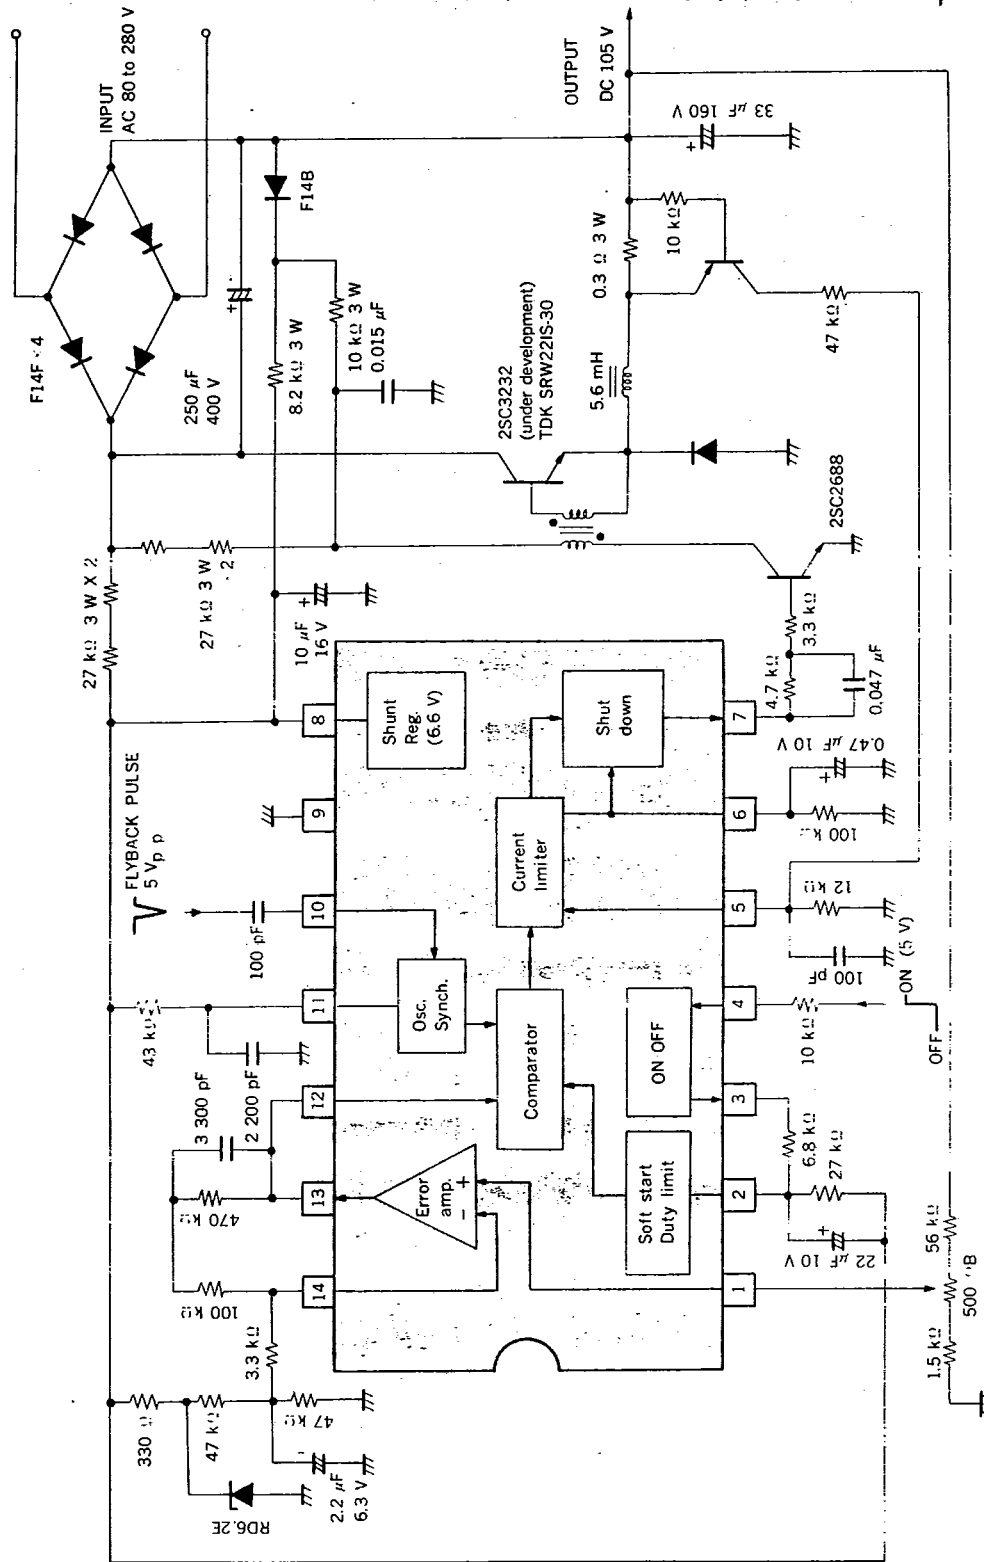 INPUT
AC 80 to 280 V
F14F × 4
250 µF
400 V
F14B
OUTPUT
DC 105 V
33 µF 160 V
8.2 kΩ 3 W
10 kΩ 3 W
0.015 µF
0.3 Ω 3 W
10 kΩ
47 kΩ
5.6 mH
2SC3232
(under development)
TDK SRW22IS-30
2SC2688
27 kΩ 3 W X 2
27 kΩ 3 W
2
10 µF
16 V
3.3 kΩ
4.7 kΩ
0.047 µF
FLYBACK PULSE
5 Vp p
100 pF
43 kΩ
2 200 pF
3 300 pF
470 kΩ
100 kΩ
3.3 kΩ
330 Ω
47 kΩ
47 kΩ
2.2 µF
6.3 V
RD6.2E
14
13
12
11
10
9
8
Shunt
Reg.
(6.6 V)
Shut
down
Current
limiter
Osc.
Synch.
Comparator
ON OFF
Error
amp.
−
+
Soft start
Duty limit
1
2
3
4
5
6
7
0.47 µF 10 V
100 kΩ
12 kΩ
100 pF
ON (5 V)
OFF
10 kΩ
6.8 kΩ
27 kΩ
22 µF 10 V
56 kΩ
500 ΩB
1.5 kΩ